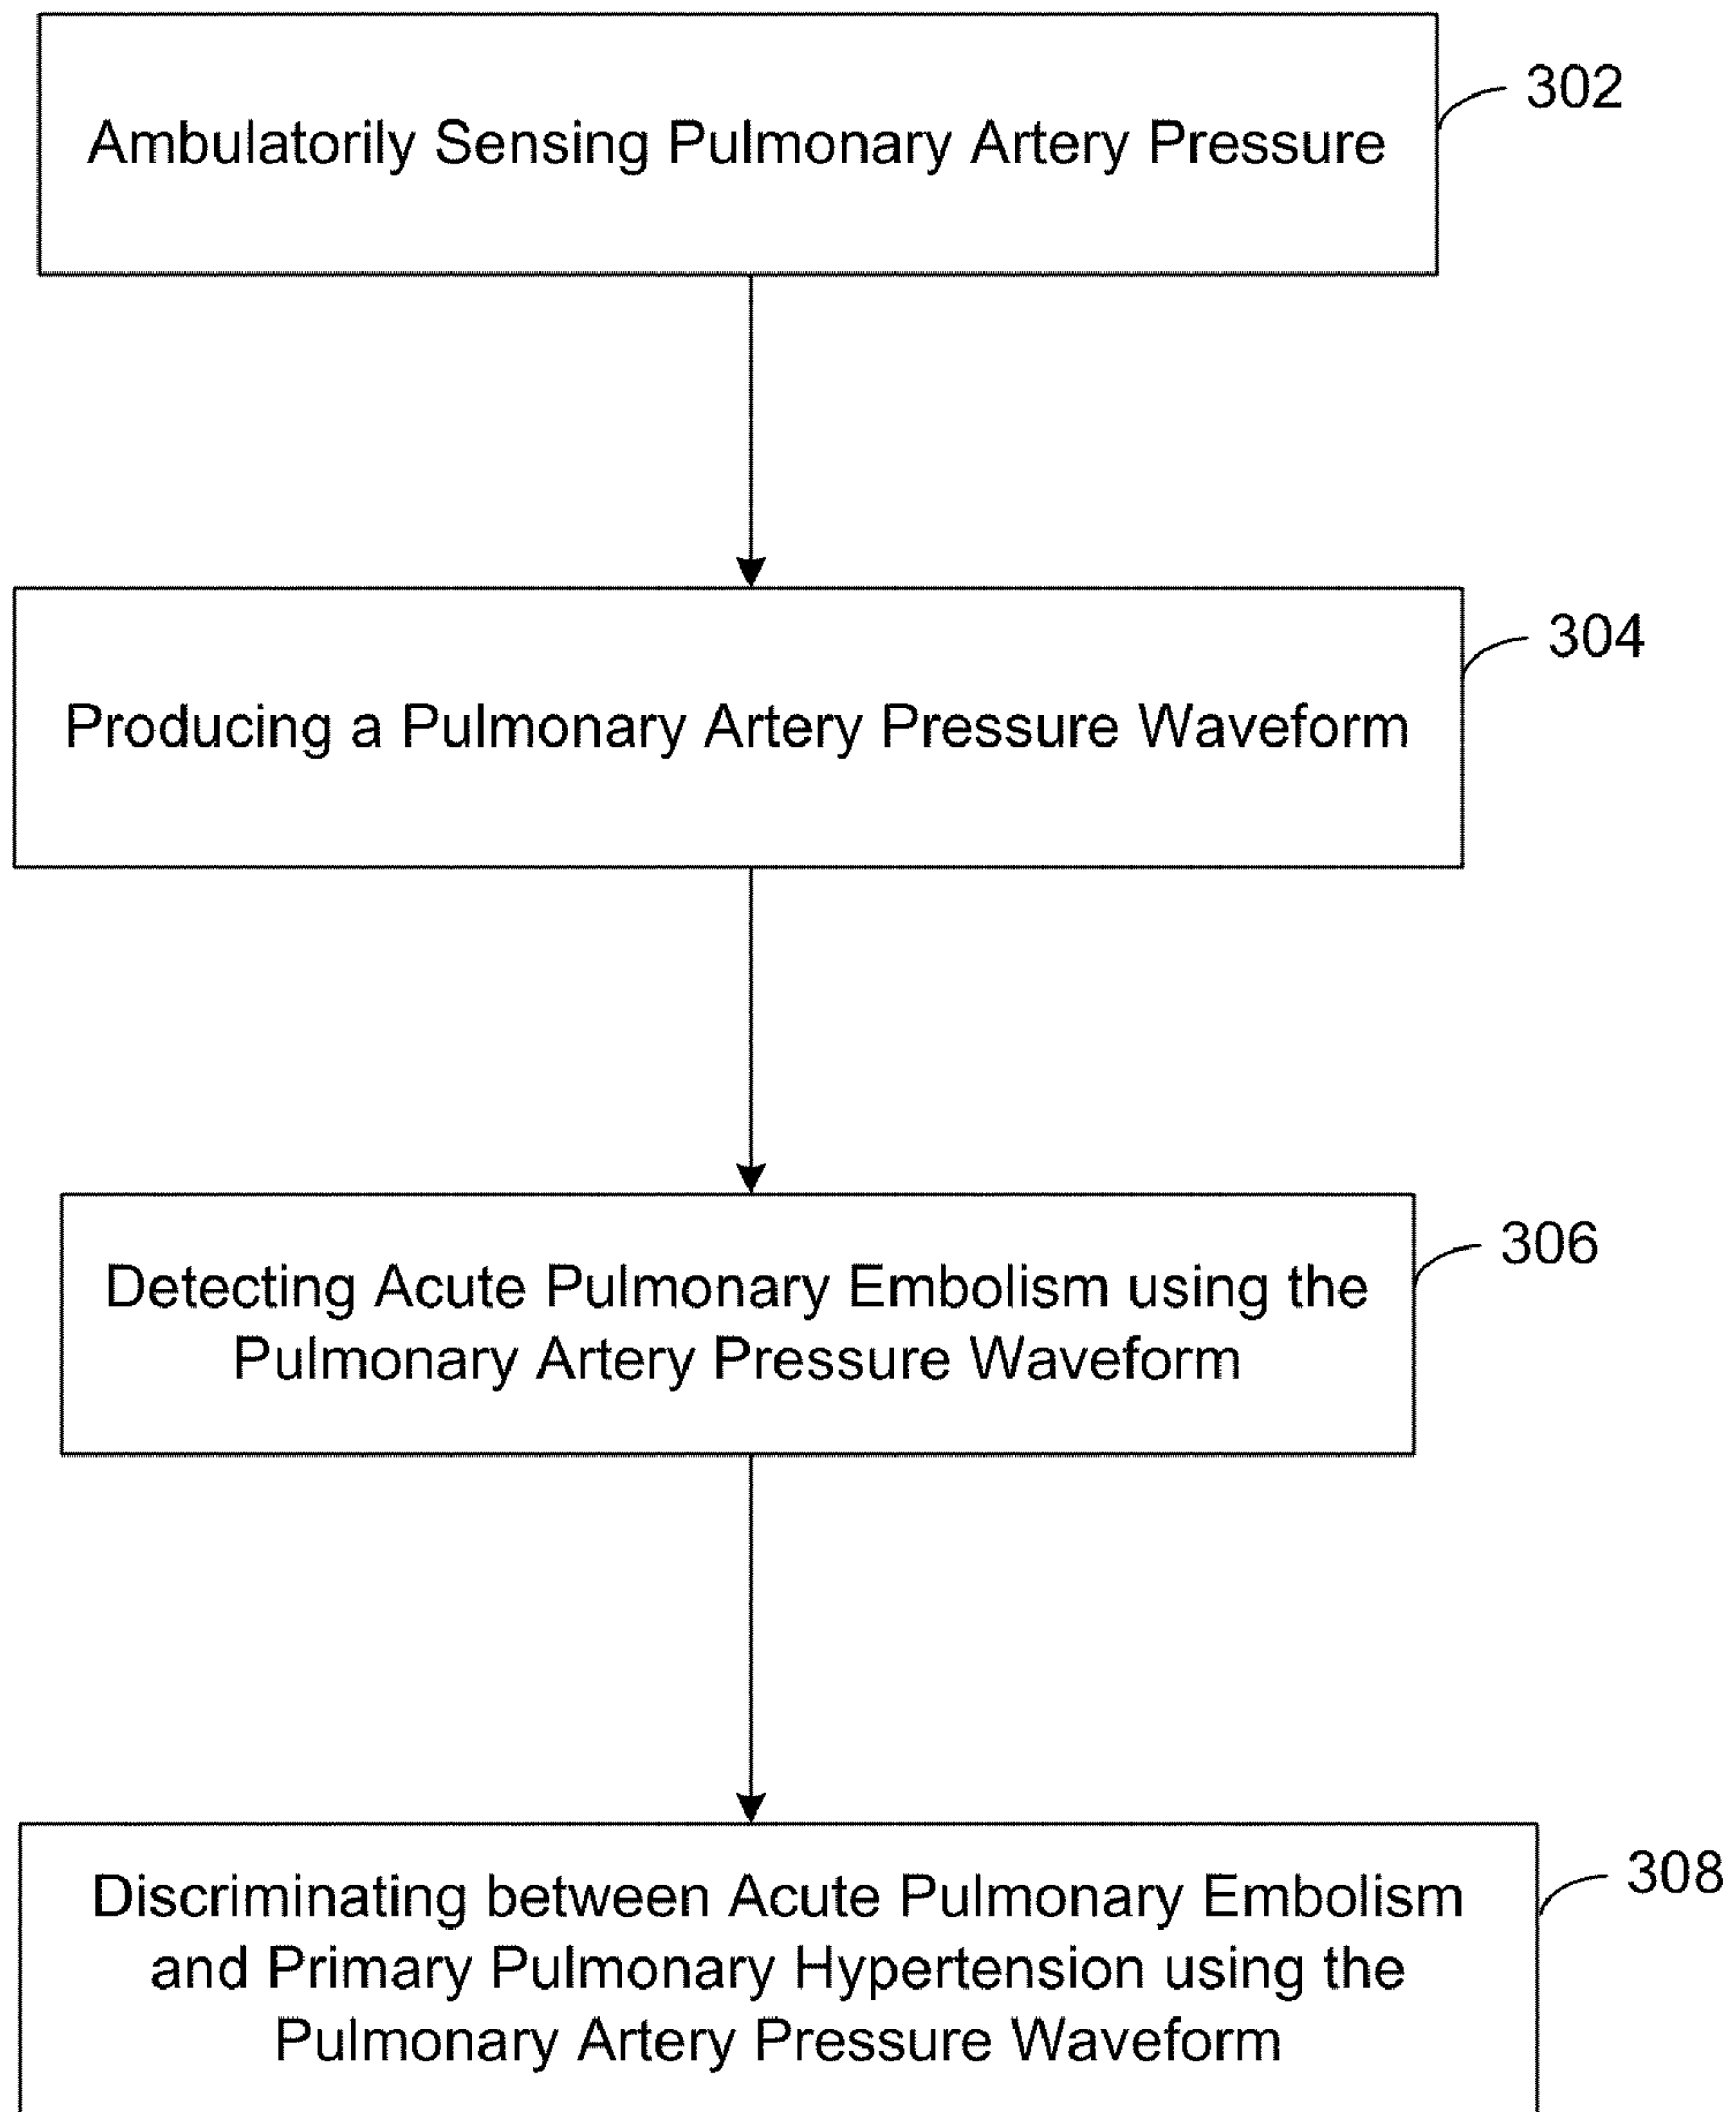 302
Ambulatorily Sensing Pulmonary Artery Pressure
304
Producing a Pulmonary Artery Pressure Waveform
306
Detecting Acute Pulmonary Embolism using the
Pulmonary Artery Pressure Waveform
308
Discriminating between Acute Pulmonary Embolism
and Primary Pulmonary Hypertension using the
Pulmonary Artery Pressure Waveform